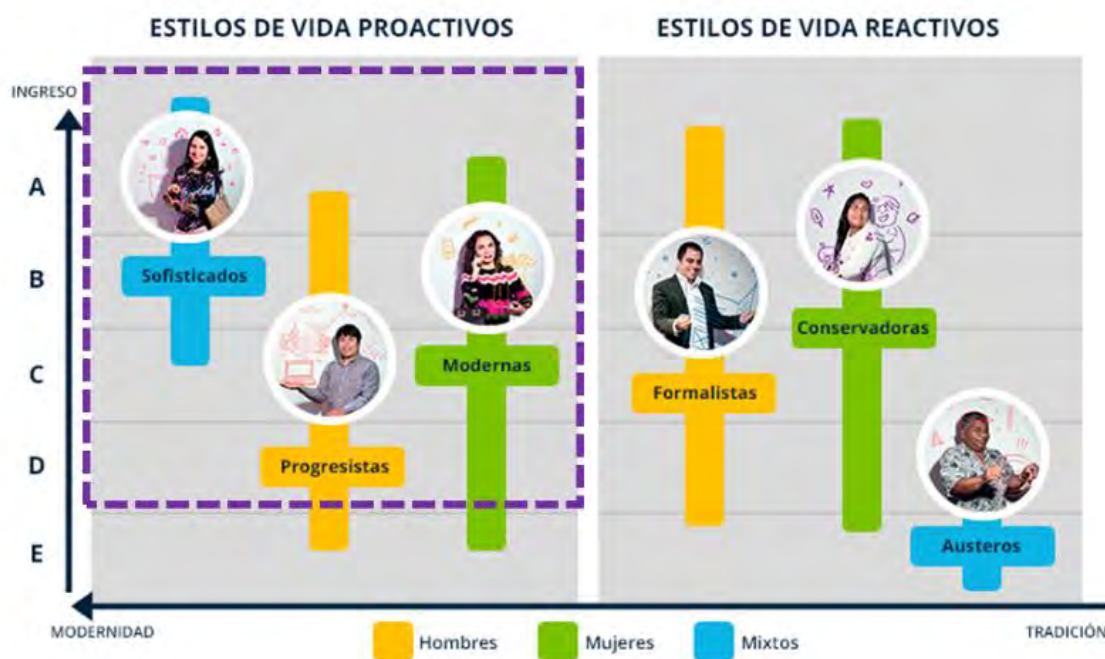 ESTILOS DE VIDA PROACTIVOS
ESTILOS DE VIDA REACTIVOS
INGRESO
A
B
C
D
E
Sofisticados
Progresistas
Modernas
Formalistas
Conservadoras
Austeros
MODERNIDAD
TRADICIÓN
Hombres
Mujeres
Mixtos